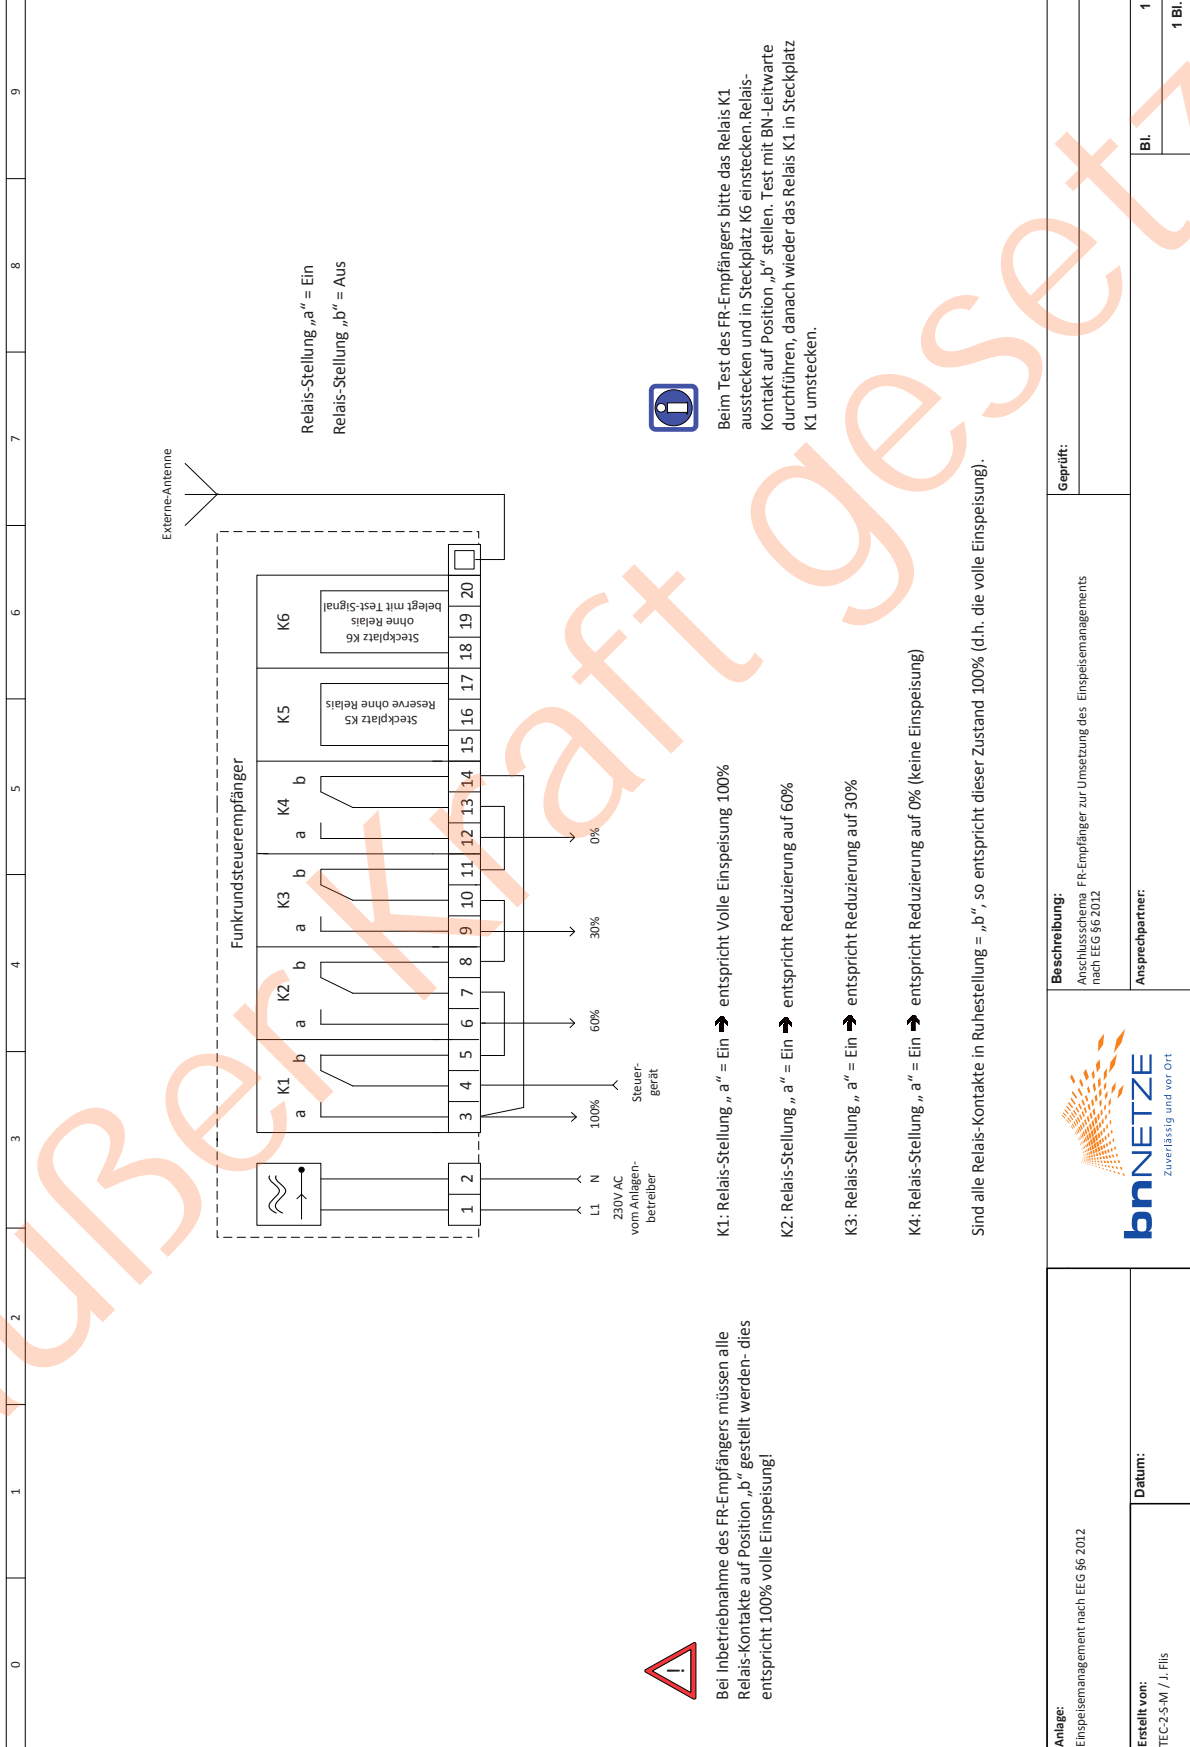 0 1 2 3 4 5 6 7 8 9
Externe-Antenne
Funkrundsteuerempfänger
K1 K2 K3 K4 K5 K6
a b a b a b a b
Steckplatz K5
Reserve ohne Relais
Steckplatz K6
ohne Relais
belegt mit Test-Signal
1 2 3 4 5 6 7 8 9 10 11 12 13 14 15 16 17 18 19 20
L1 N
230V AC
vom Anlagen-
betreiber
100%
Steuer-
gerät
60%
30%
0%
Relais-Stellung „a“ = Ein
Relais-Stellung „b“ = Aus
!
Bei Inbetriebnahme des FR-Empfängers müssen alle
Relais-Kontakte auf Position „b“ gestellt werden- dies
entspricht 100% volle Einspeisung!
K1: Relais-Stellung „ a“ = Ein ➔ entspricht Volle Einspeisung 100%
K2: Relais-Stellung „ a“ = Ein ➔ entspricht Reduzierung auf 60%
K3: Relais-Stellung „ a“ = Ein ➔ entspricht Reduzierung auf 30%
K4: Relais-Stellung „ a“ = Ein ➔ entspricht Reduzierung auf 0% (keine Einspeisung)
Sind alle Relais-Kontakte in Ruhestellung = „b“, so entspricht dieser Zustand 100% (d.h. die volle Einspeisung).
i
Beim Test des FR-Empfängers bitte das Relais K1
ausstecken und in Steckplatz K6 einstecken.Relais-
Kontakt auf Position „b“ stellen. Test mit BN-Leitwarte
durchführen, danach wieder das Relais K1 in Steckplatz
K1 umstecken.
Anlage:
Einspeisemanagement nach EEG §6 2012
Erstellt von:
TEC-2-S-M / J. Flis
Datum:
bnNETZE
Zuverlässig und vor Ort
Beschreibung:
Anschlussschema FR-Empfänger zur Umsetzung des Einspeisemanagements
nach EEG §6 2012
Ansprechpartner:
Geprüft:
Bl. 1
1 Bl.
ußer Kraft gesetz